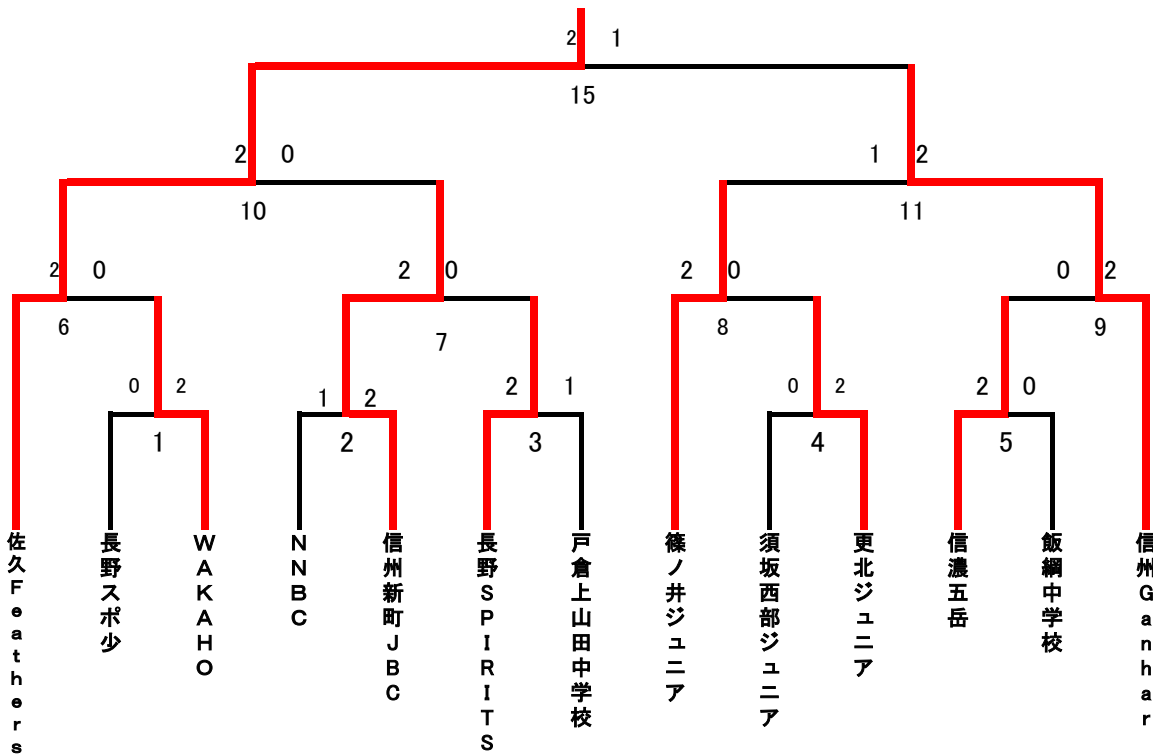 2 1
15
2 0
1 2
10
11
2 0
2 0
2 0
0 2
6
7
8
9
0 2
1 2
2 1
0 2
2 0
1
2
3
4
5
佐久Feathers
長野スポ少
WAKAHO
NNBC
信州新町JBC
長野SPIRITS
戸倉上山田中学校
篠ノ井ジュニア
須坂西部ジュニア
更北ジュニア
信濃五岳
飯綱中学校
信州Ganhar